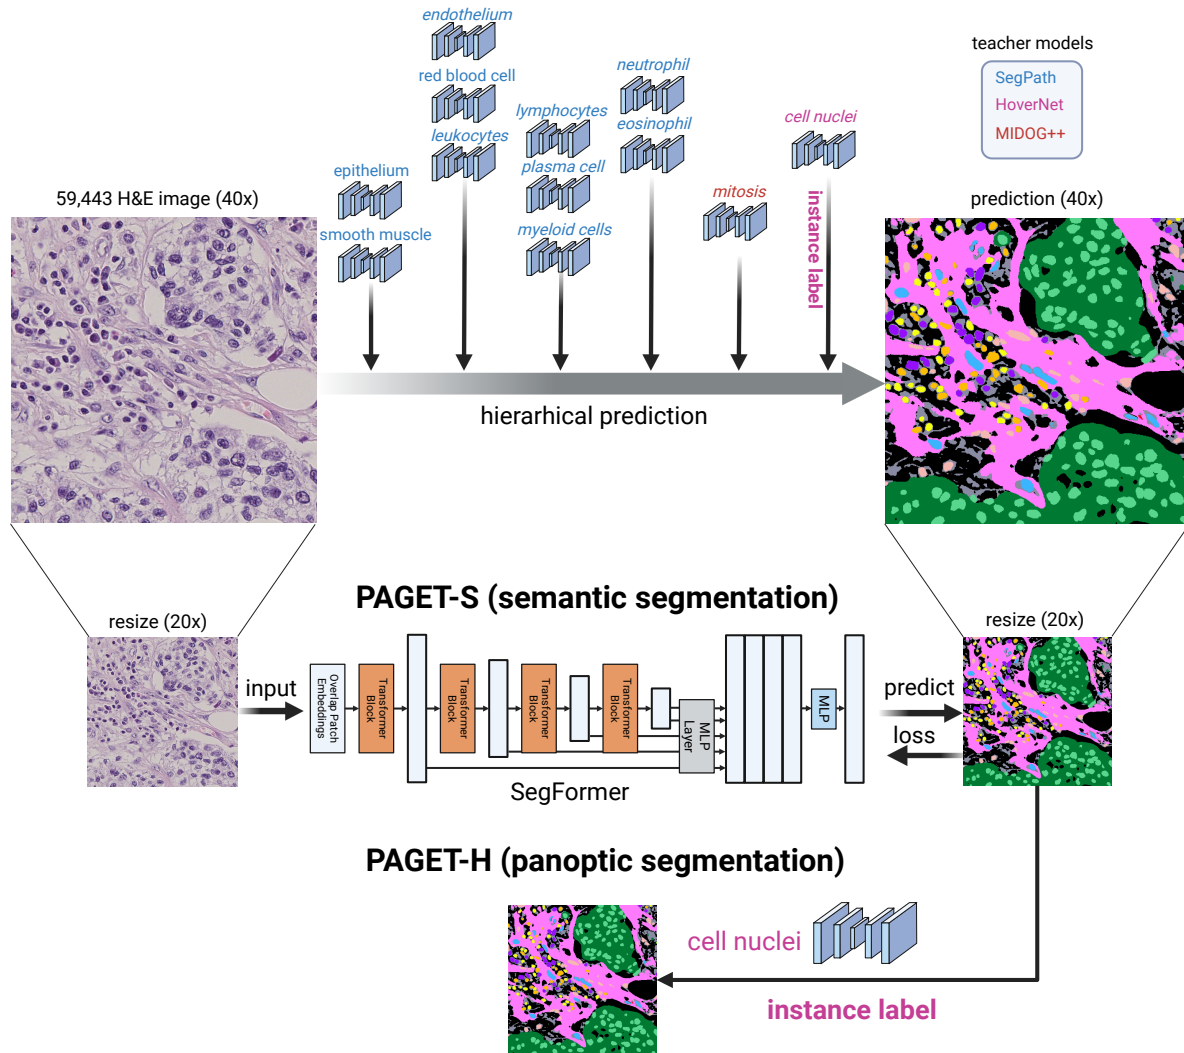 endothelium
red blood cell
leukocytes
epithelium
smooth muscle
lymphocytes
plasma cell
myeloid cells
neutrophil
eosinophil
mitosis
cell nuclei
instance label
teacher models
SegPath
HoverNet
MIDOG++
59,443 H&E image (40x)
prediction (40x)
hierarhical prediction
PAGET-S (semantic segmentation)
resize (20x)
resize (20x)
input
Overlap Patch
Embeddings
Transformer
Block
Transformer
Block
Transformer
Block
Transformer
Block
MLP
Layer
MLP
predict
loss
SegFormer
PAGET-H (panoptic segmentation)
cell nuclei
instance label